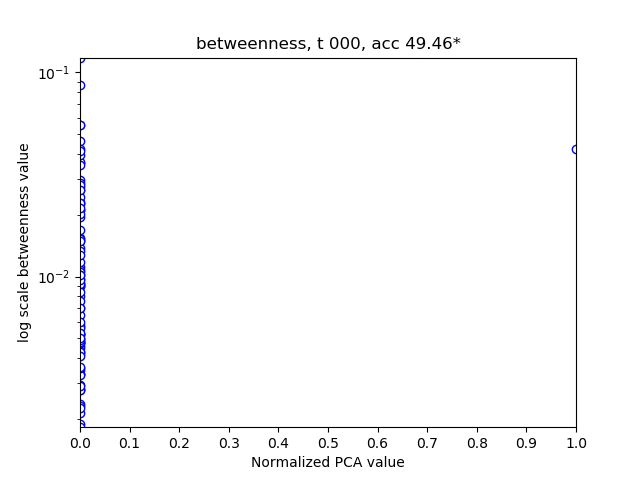 betweenness, t 000, acc 49.46*
log scale betweenness value
10⁻¹
10⁻²
0.0 0.1 0.2 0.3 0.4 0.5 0.6 0.7 0.8 0.9 1.0
Normalized PCA value